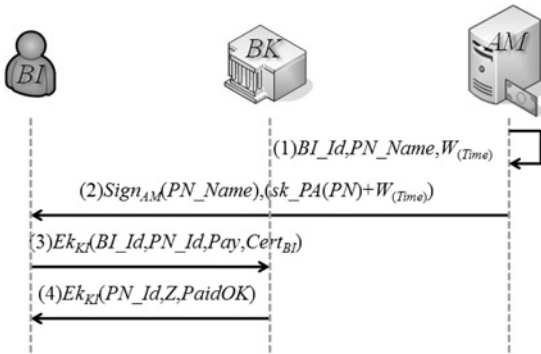 BI
BK
AM
(1)BI_Id,PN_Name,W(Time)
(2)SignAM(PN_Name),(sk_PA(PN)+W(Time))
(3)EkKI(BI_Id,PN_Id,Pay,CertBI)
(4)EkKI(PN_Id,Z,PaidOK)